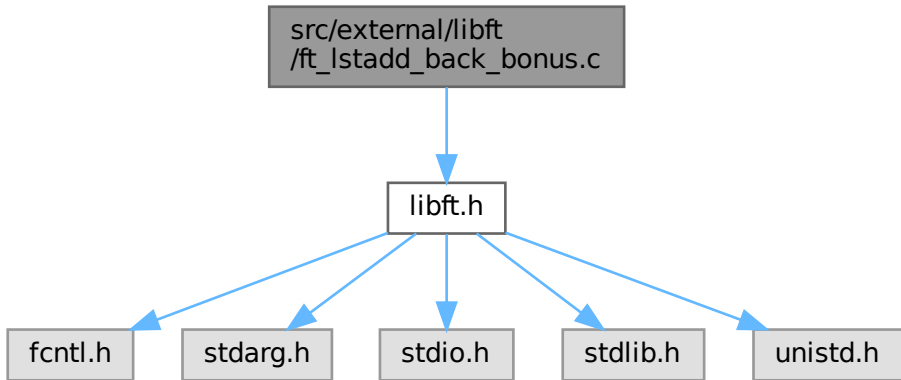 src/external/libft
/ft_lstadd_back_bonus.c
libft.h
fcntl.h
stdarg.h
stdio.h
stdlib.h
unistd.h